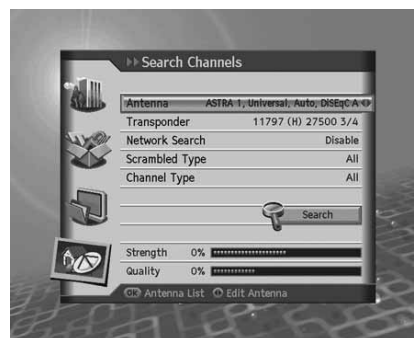 Search Channels
Antenna ASTRA 1, Universal, Auto, DiSEqC A
Transponder 11797 (H) 27500 3/4
Network Search Disable
Scrambled Type All
Channel Type All
Search
Strength 0%
Quality 0%
OK Antenna List Edit Antenna